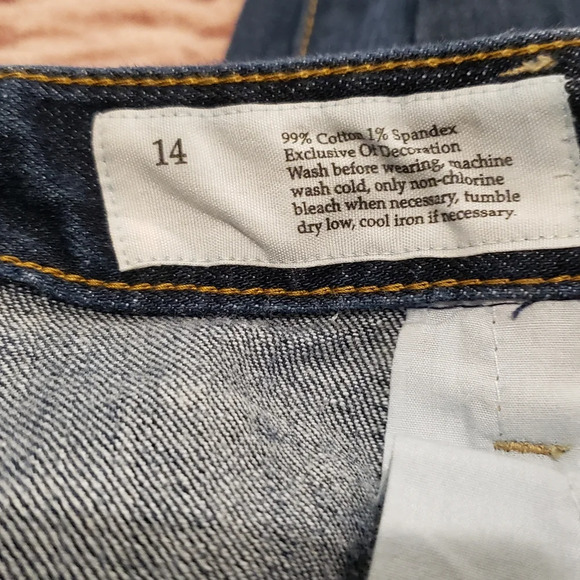 14
99% Cotton 1% Spandex
Exclusive Of Decoration
Wash before wearing, machine
wash cold, only non-chlorine
bleach when necessary, tumble
dry low, cool iron if necessary.